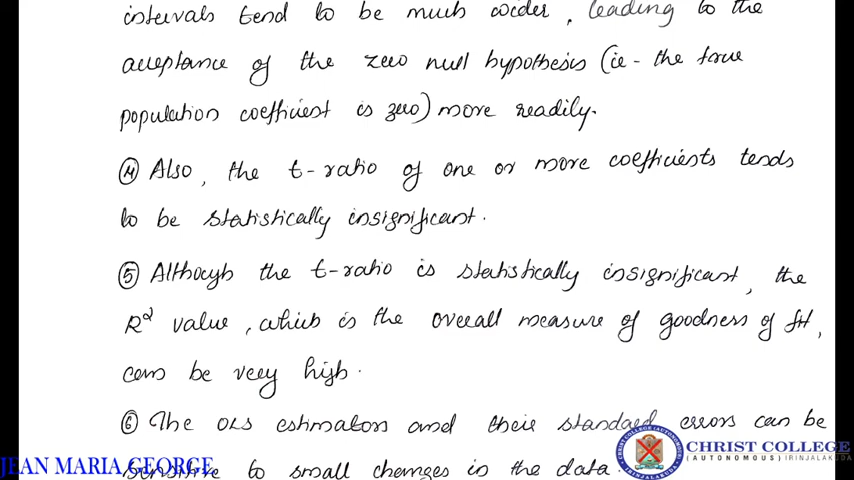 intervals tend to be much wider, leading to the
acceptance of the zero null hypothesis (ie - the true
population coefficient is zero) more readily.
④ Also, the t-ratio of one or more coefficients tends
to be statistically insignificant.
⑤ Although the t-ratio is statistically insignificant, the
R² value, which is the overall measure of goodness of fit,
can be very high.
⑥ The OLS estimators and their standard errors can be
sensitive to small changes in the data.
JEAN MARIA GEORGE
CHRIST COLLEGE
(AUTONOMOUS) IRINJALAKUDA